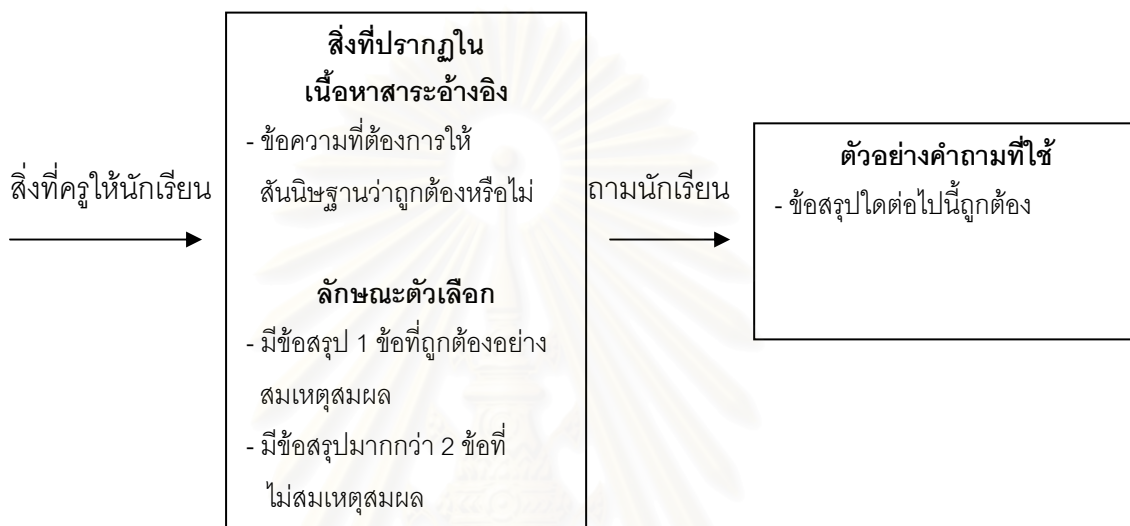 สิ่งที่ครูให้นักเรียน
สิ่งที่ปรากฏใน
เนื้อหาสาระอ้างอิง
- ข้อความที่ต้องการให้
สันนิษฐานว่าถูกต้องหรือไม่
ลักษณะตัวเลือก
- มีข้อสรุป 1 ข้อที่ถูกต้องอย่าง
สมเหตุสมผล
- มีข้อสรุปมากกว่า 2 ข้อที่
ไม่สมเหตุสมผล
ถามนักเรียน
ตัวอย่างคำถามที่ใช้
- ข้อสรุปใดต่อไปนี้ถูกต้อง